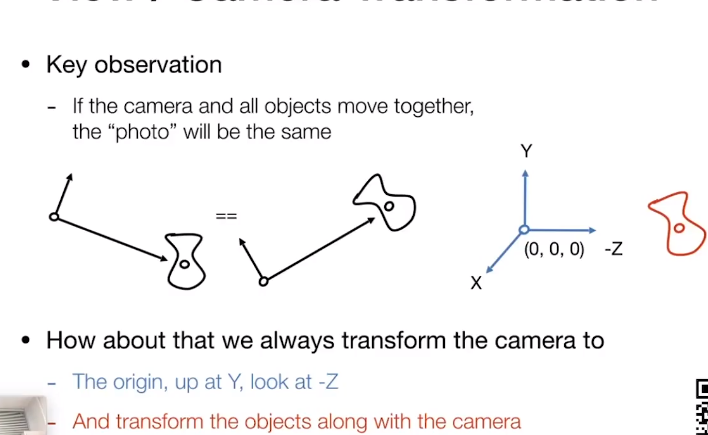 • Key observation
- If the camera and all objects move together,
the “photo” will be the same
Y
==
(0, 0, 0) -Z
X
• How about that we always transform the camera to
- The origin, up at Y, look at -Z
- And transform the objects along with the camera